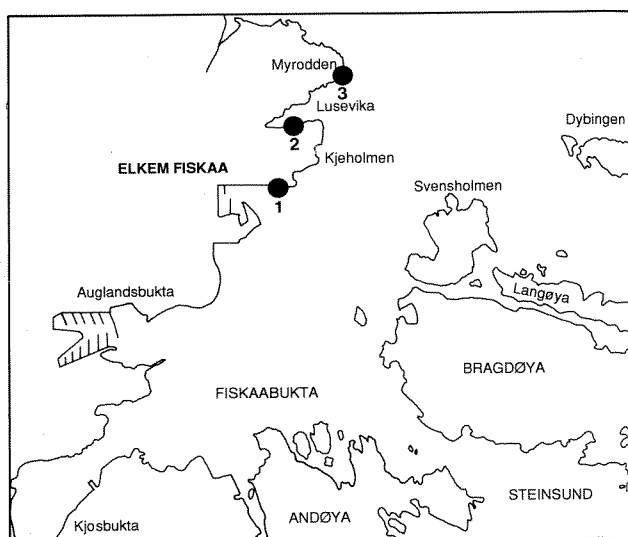 Myrodden
3
Lusevika
2
Dybingen
Kjeholmen
ELKEM FISKAA
Svensholmen
1
Auglandsbukta
Langøya
BRAGDØYA
FISKAABUKTA
STEINSUND
ANDØYA
Kjosbukta